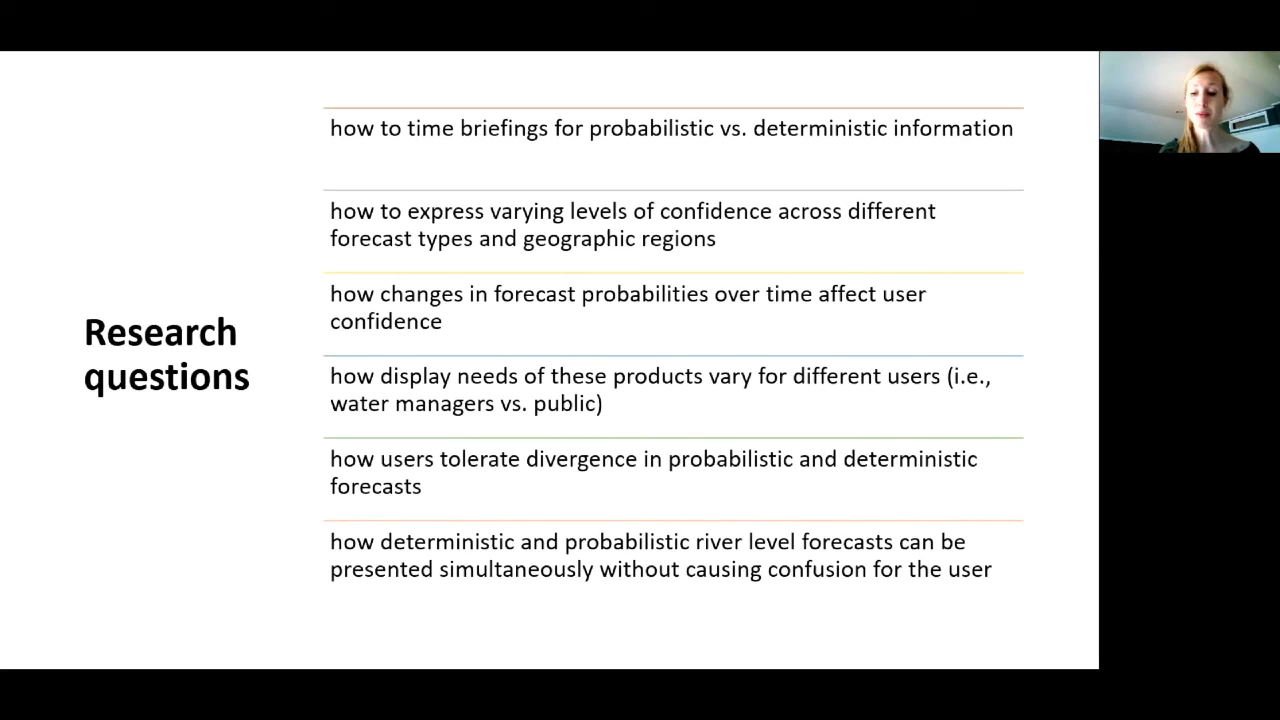 Research
questions
how to time briefings for probabilistic vs. deterministic information
how to express varying levels of confidence across different
forecast types and geographic regions
how changes in forecast probabilities over time affect user
confidence
how display needs of these products vary for different users (i.e.,
water managers vs. public)
how users tolerate divergence in probabilistic and deterministic
forecasts
how deterministic and probabilistic river level forecasts can be
presented simultaneously without causing confusion for the user